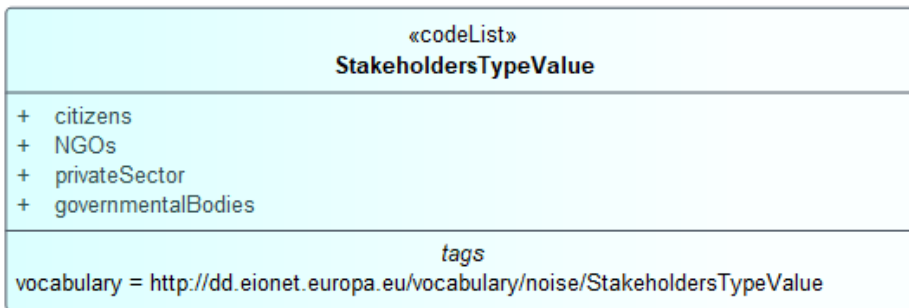 «codeList»
StakeholdersTypeValue
+ citizens
+ NGOs
+ privateSector
+ governmentalBodies
tags
vocabulary = http://dd.eionet.europa.eu/vocabulary/noise/StakeholdersTypeValue